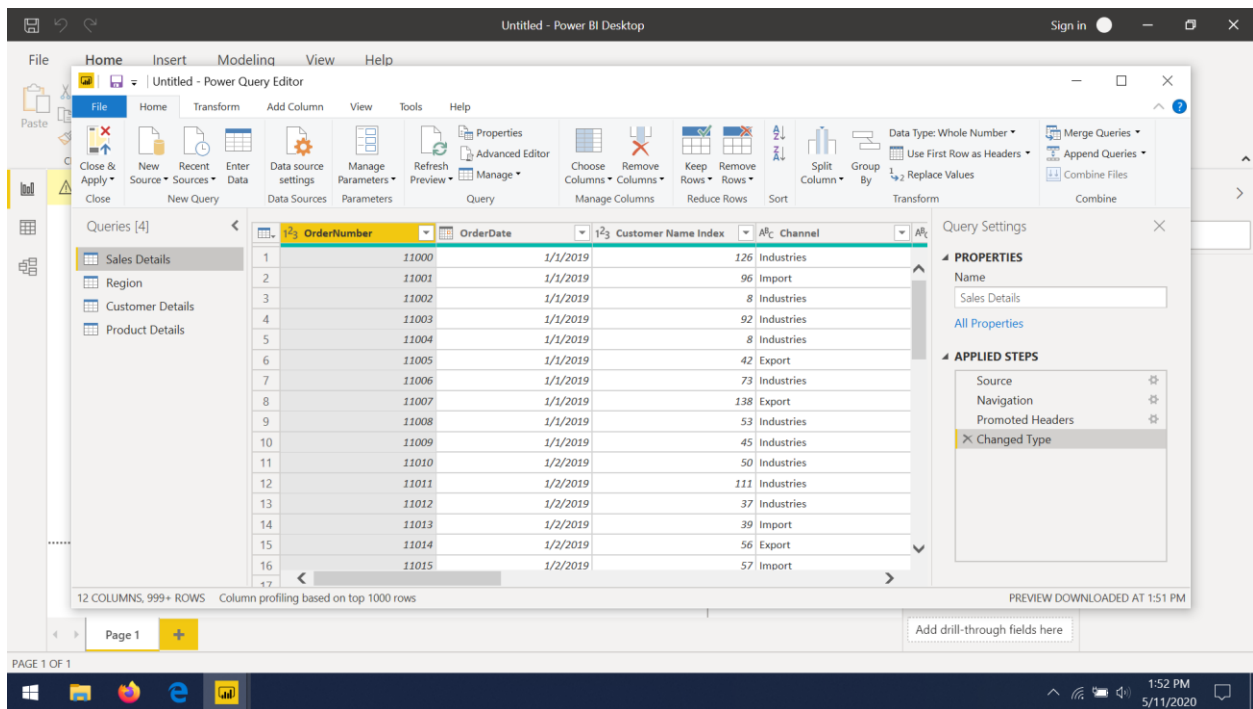 Untitled - Power BI Desktop
Sign in
File Home Insert Modeling View Help
Untitled - Power Query Editor
File Home Transform Add Column View Tools Help
Paste
Close & Apply
New Source
Recent Sources
Enter Data
Data source settings
Manage Parameters
Refresh Preview
Properties
Advanced Editor
Manage
Choose Columns
Remove Columns
Keep Rows
Remove Rows
Split Column
Group By
Data Type: Whole Number
Use First Row as Headers
Replace Values
Merge Queries
Append Queries
Combine Files
Close New Query Data Sources Parameters Query Manage Columns Reduce Rows Sort Transform Combine
Queries [4]
Sales Details
Region
Customer Details
Product Details
OrderNumber OrderDate Customer Name Index Channel
1 11000 1/1/2019 126 Industries
2 11001 1/1/2019 96 Import
3 11002 1/1/2019 8 Industries
4 11003 1/1/2019 92 Industries
5 11004 1/1/2019 8 Industries
6 11005 1/1/2019 42 Export
7 11006 1/1/2019 73 Industries
8 11007 1/1/2019 138 Export
9 11008 1/1/2019 53 Industries
10 11009 1/1/2019 45 Industries
11 11010 1/2/2019 50 Industries
12 11011 1/2/2019 111 Industries
13 11012 1/2/2019 37 Industries
14 11013 1/2/2019 39 Import
15 11014 1/2/2019 56 Export
16 11015 1/2/2019 57 Import
17
Query Settings
PROPERTIES
Name
Sales Details
All Properties
APPLIED STEPS
Source
Navigation
Promoted Headers
Changed Type
12 COLUMNS, 999+ ROWS Column profiling based on top 1000 rows
PREVIEW DOWNLOADED AT 1:51 PM
Page 1
Add drill-through fields here
PAGE 1 OF 1
1:52 PM
5/11/2020